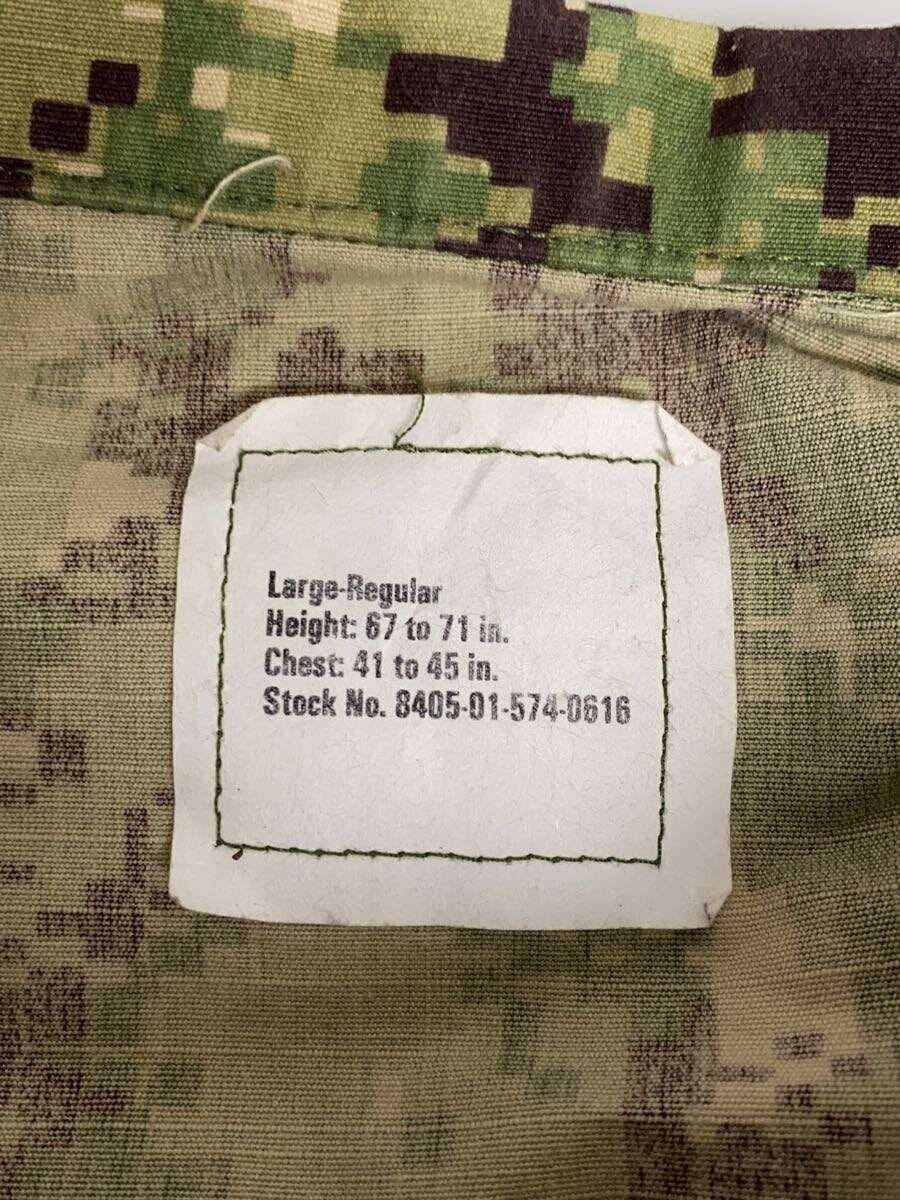 Large-Regular
Height: 67 to 71 in.
Chest: 41 to 45 in.
Stock No. 8405-01-574-0616